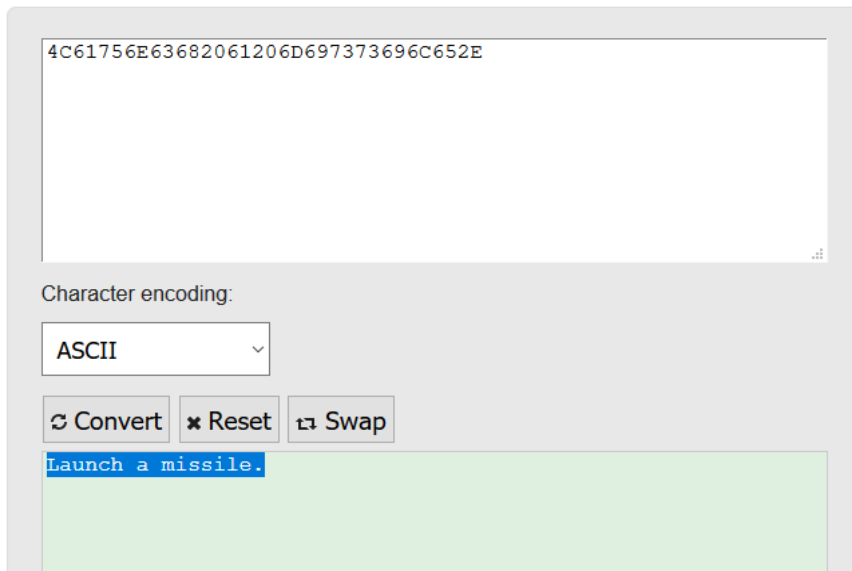 4C61756E63682061206D697373696C652E
Character encoding:
ASCII
Convert Reset Swap
Launch a missile.